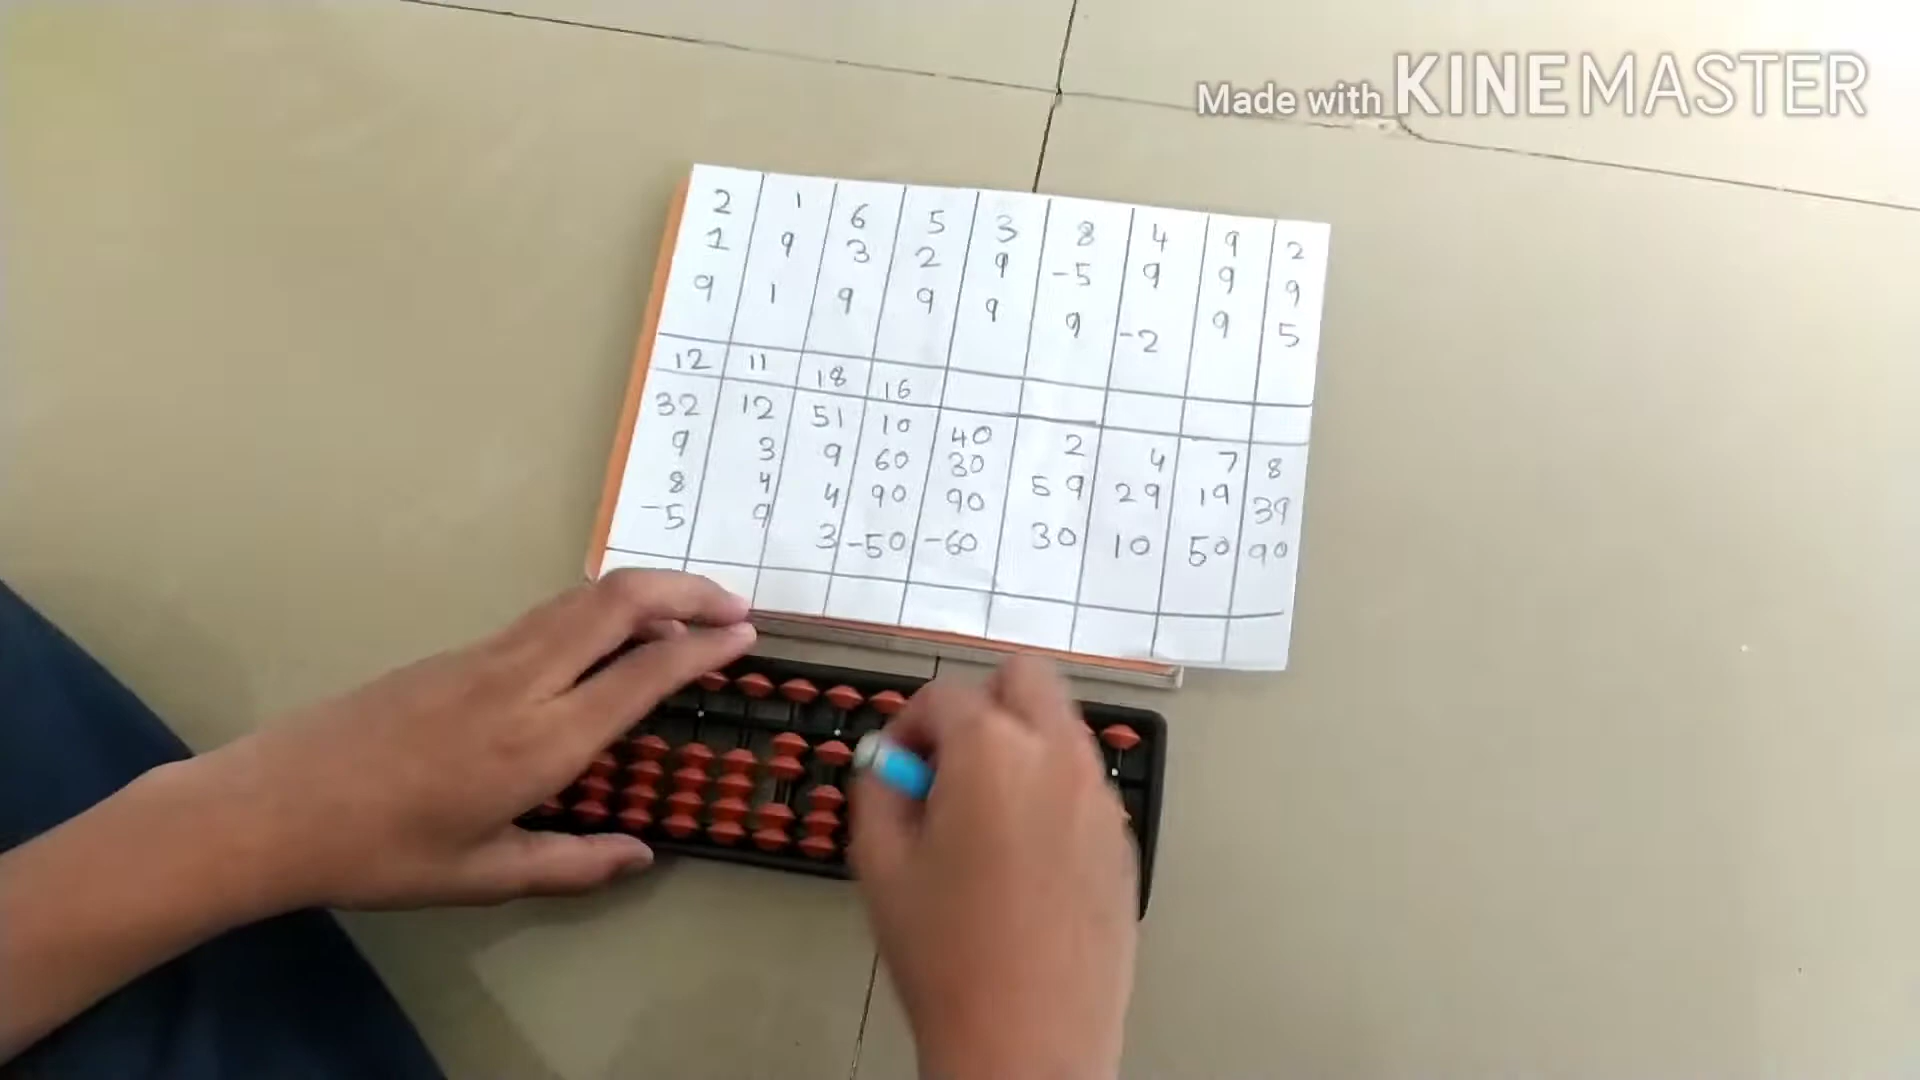 Made with KINEMASTER
2 1 6 5 3 8 4 9 2
1 9 3 2 9 -5 9 9 9
9 1 9 9 9 9 -2 9 5
12 11 18 16
32 12 51 10 40 2 4 7 8
9 3 9 60 30 59 29 19 39
8 4 4 90 90 30 10 50 90
-5 9 3 -50 -60